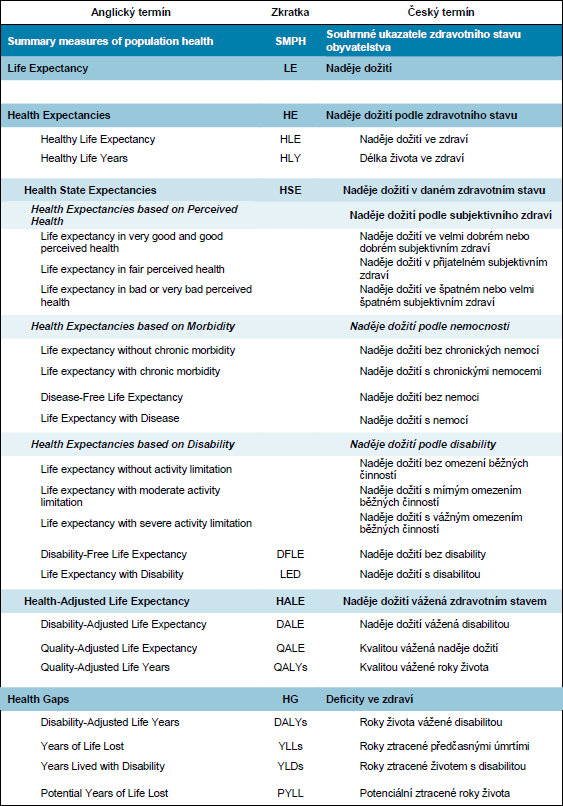 Anglický termín Zkratka Český termín
Summary measures of population health SMPH Souhrnné ukazatele zdravotního stavu
obyvatelstva
Life Expectancy LE Naděje dožití
Health Expectancies HE Naděje dožití podle zdravotního stavu
Healthy Life Expectancy HLE Naděje dožití ve zdraví
Healthy Life Years HLY Délka života ve zdraví
Health State Expectancies HSE Naděje dožití v daném zdravotním stavu
Health Expectancies based on Perceived
Health Naděje dožití podle subjektivního zdraví
Life expectancy in very good and good
perceived health Naděje dožití ve velmi dobrém nebo
dobrém subjektivním zdraví
Life expectancy in fair perceived health Naděje dožití v přijatelném subjektivním
zdraví
Life expectancy in bad or very bad perceived
health Naděje dožití ve špatném nebo velmi
špatném subjektivním zdraví
Health Expectancies based on Morbidity Naděje dožití podle nemocnosti
Life expectancy without chronic morbidity Naděje dožití bez chronických nemocí
Life expectancy with chronic morbidity Naděje dožití s chronickými nemocemi
Disease-Free Life Expectancy Naděje dožití bez nemoci
Life Expectancy with Disease Naděje dožití s nemocí
Health Expectancies based on Disability Naděje dožití podle disability
Life expectancy without activity limitation Naděje dožití bez omezení běžných
činností
Life expectancy with moderate activity
limitation Naděje dožití s mírným omezením
běžných činností
Life expectancy with severe activity limitation Naděje dožití s vážným omezením
běžných činností
Disability-Free Life Expectancy DFLE Naděje dožití bez disability
Life Expectancy with Disability LED Naděje dožití s disabilitou
Health-Adjusted Life Expectancy HALE Naděje dožití vážená zdravotním stavem
Disability-Adjusted Life Expectancy DALE Naděje dožití vážená disabilitou
Quality-Adjusted Life Expectancy QALE Kvalitou vážená naděje dožití
Quality-Adjusted Life Years QALYs Kvalitou vážené roky života
Health Gaps HG Deficity ve zdraví
Disability-Adjusted Life Years DALYs Roky života vážené disabilitou
Years of Life Lost YLLs Roky ztracené předčasnými úmrtími
Years Lived with Disability YLDs Roky ztracené životem s disabilitou
Potential Years of Life Lost PYLL Potenciální ztracené roky života